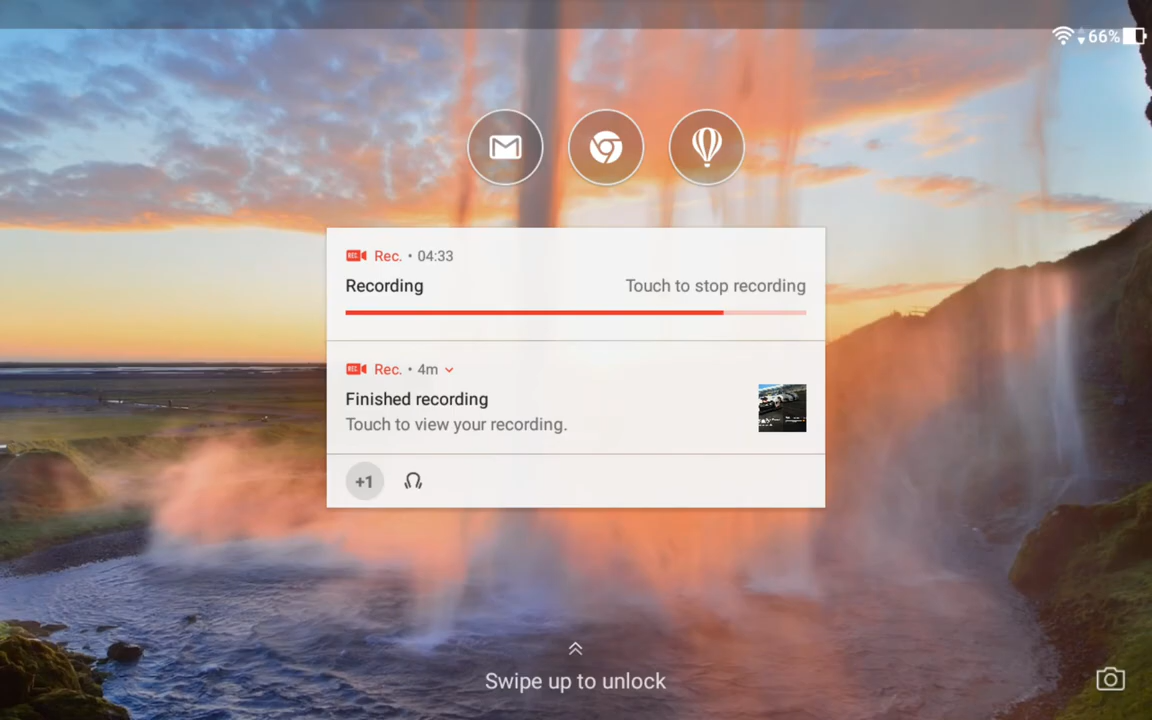 66%
Rec. • 04:33
Recording
Touch to stop recording
Rec. • 4m
Finished recording
Touch to view your recording.
+1
Swipe up to unlock